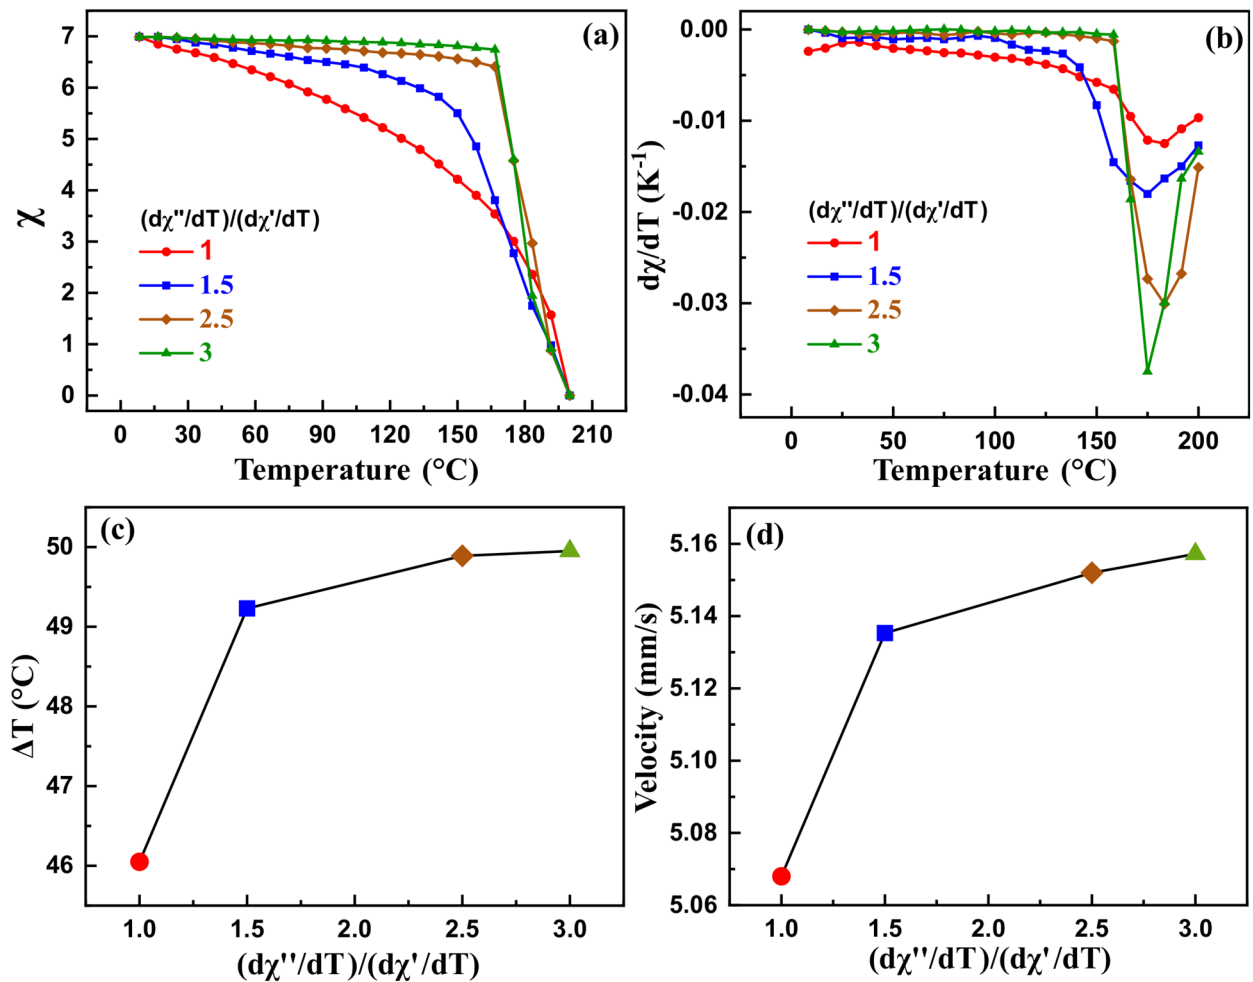 (a)
χ
7
6
5
4
3
2
1
0
(dχ''/dT)/(dχ'/dT)
1
1.5
2.5
3
0 30 60 90 120 150 180 210
Temperature (°C)
(b)
dχ/dT (K⁻¹)
0.00
-0.01
-0.02
-0.03
-0.04
(dχ''/dT)/(dχ'/dT)
1
1.5
2.5
3
0 50 100 150 200
Temperature (°C)
(c)
ΔT (°C)
50
49
48
47
46
1.0 1.5 2.0 2.5 3.0
(dχ''/dT)/(dχ'/dT)
(d)
Velocity (mm/s)
5.16
5.14
5.12
5.10
5.08
5.06
1.0 1.5 2.0 2.5 3.0
(dχ''/dT)/(dχ'/dT)